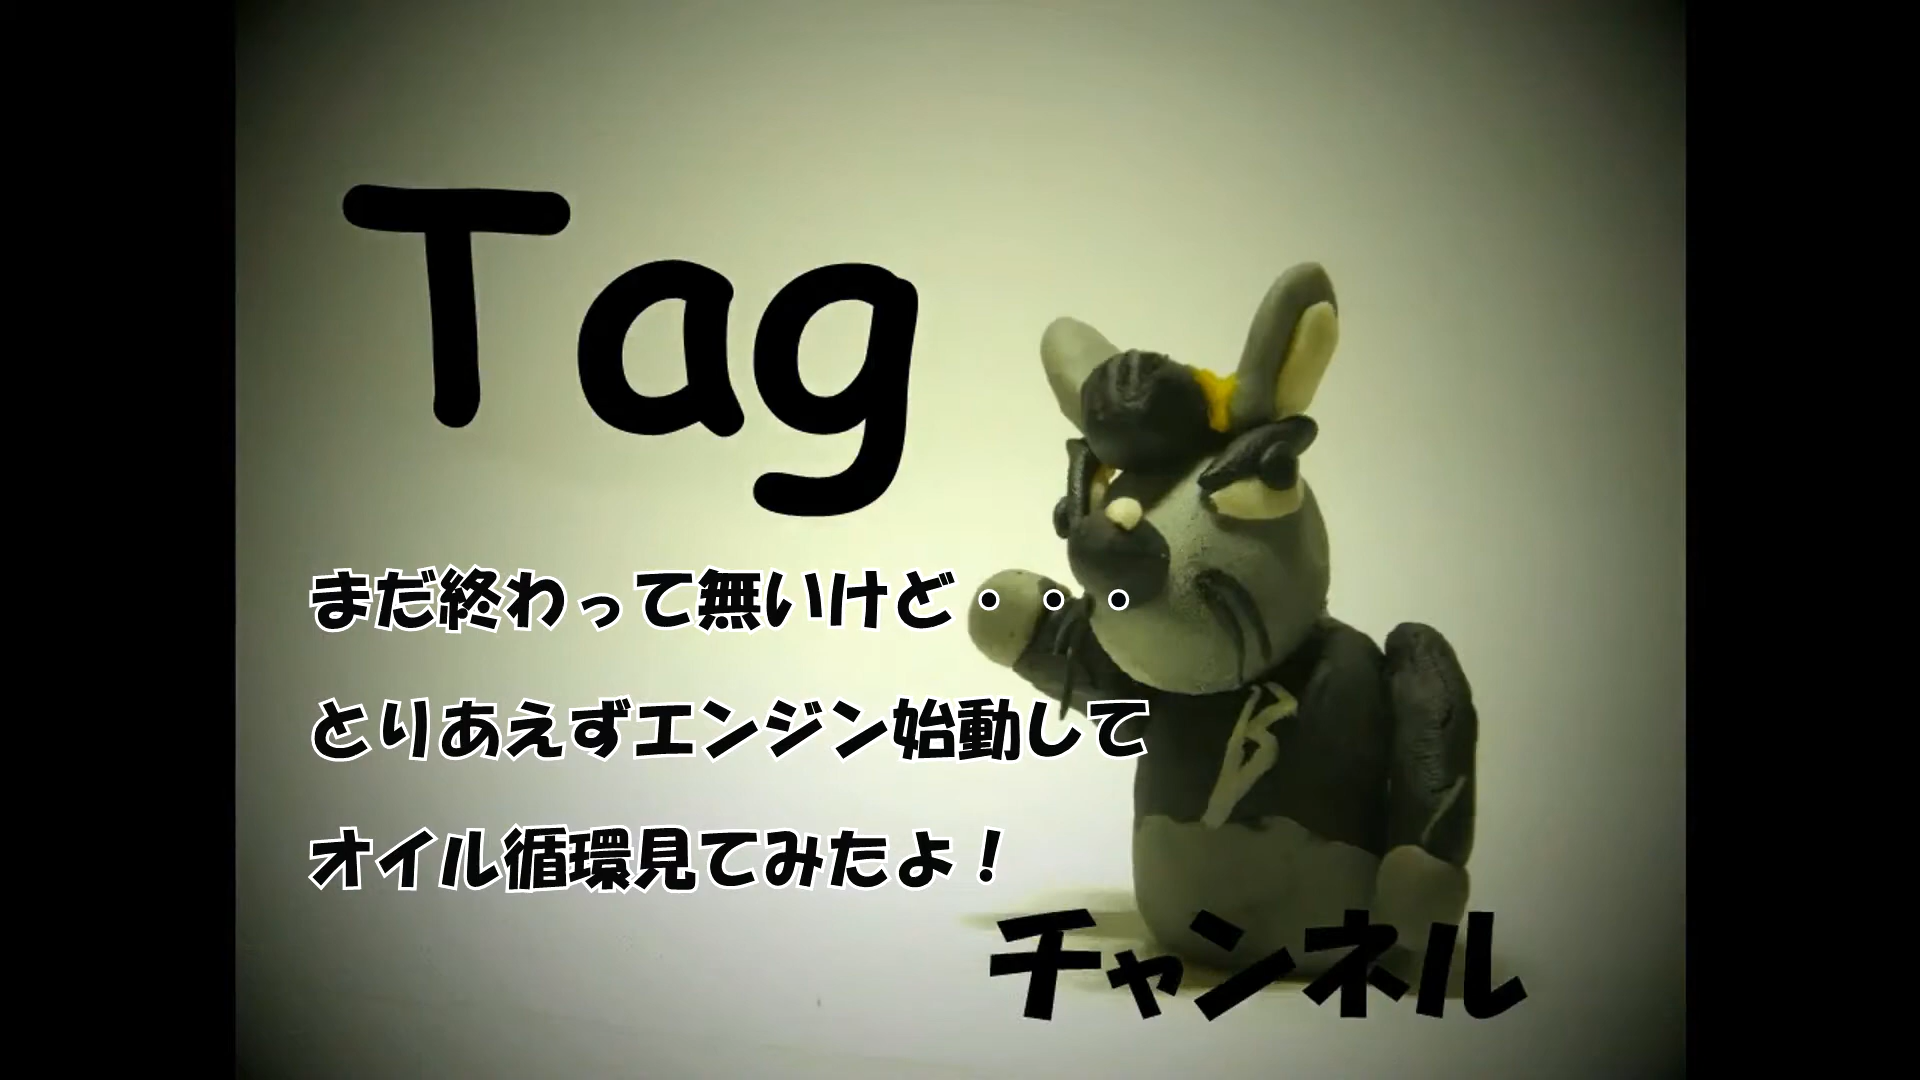 Tag
まだ終わって無いけど・・・
とりあえずエンジン始動して
オイル循環見てみたよ！
チャンネル
B